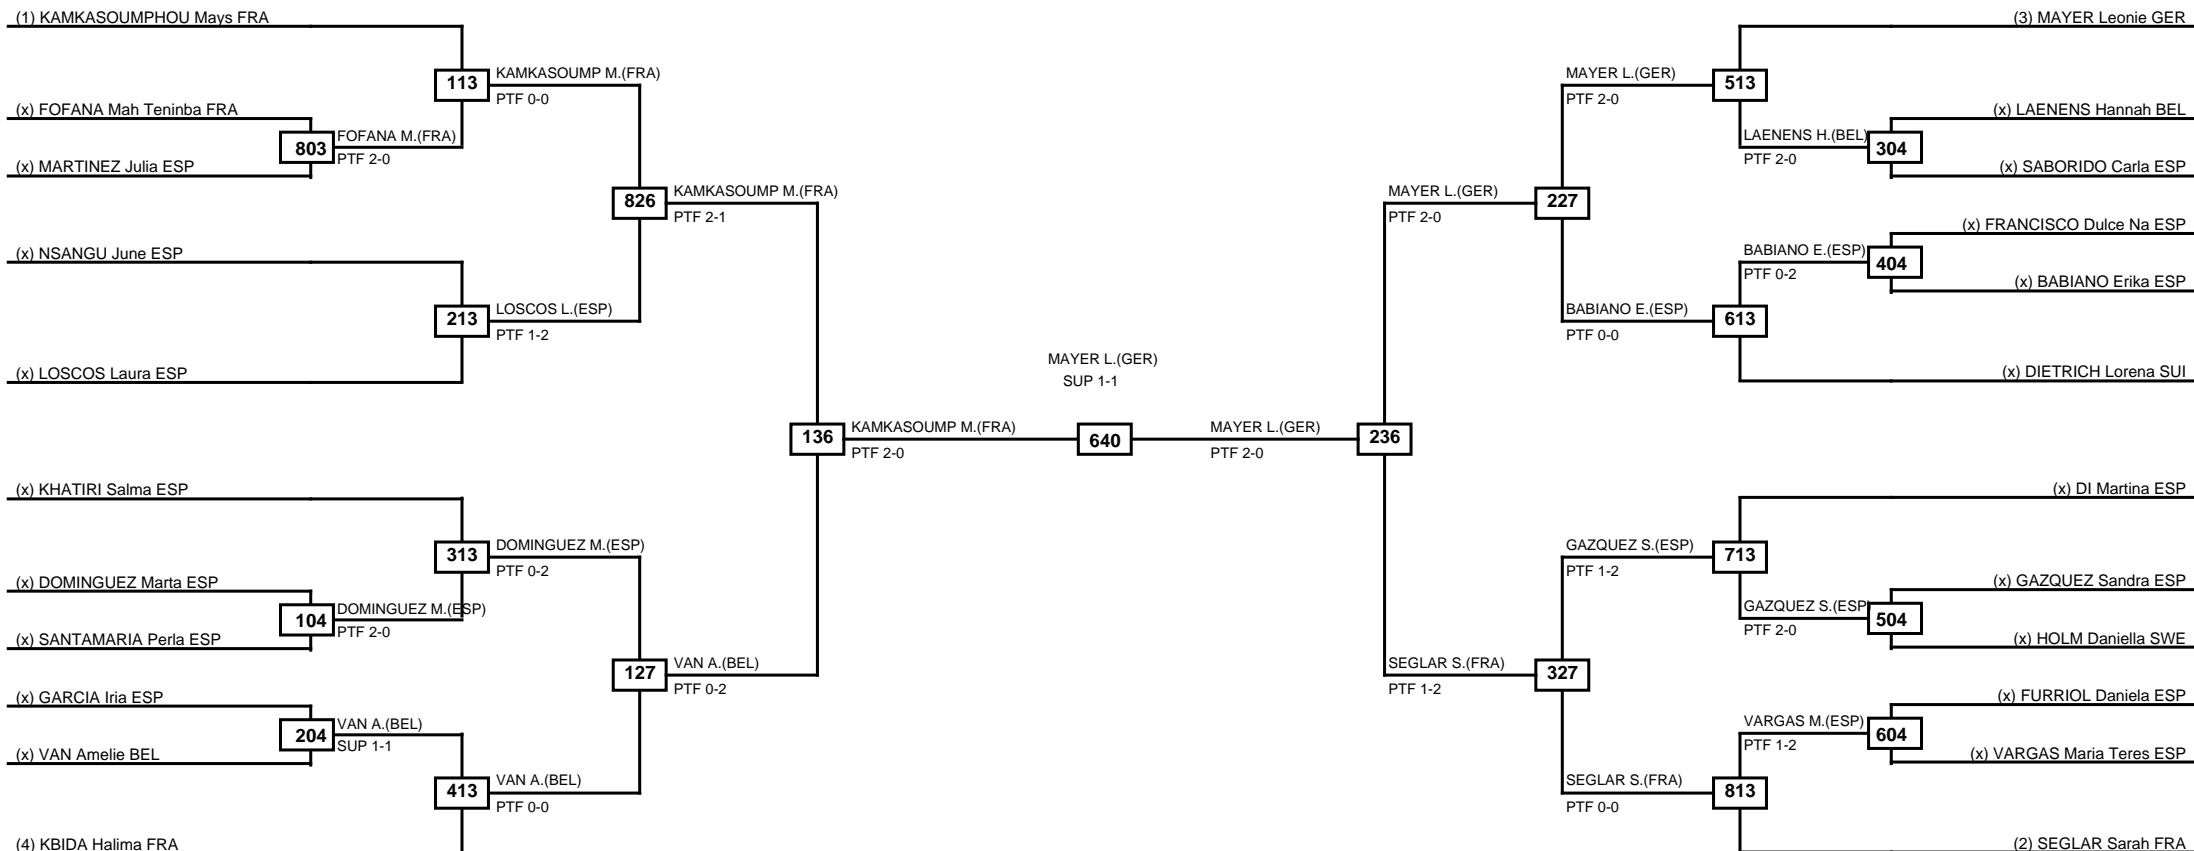 (1) KAMKASOUMPHOU Mays FRA
(3) MAYER Leonie GER
113
KAMKASOUMP M.(FRA)
PTF 0-0
MAYER L.(GER)
PTF 2-0
513
(x) FOFANA Mah Teninba FRA
803
FOFANA M.(FRA)
PTF 2-0
(x) MARTINEZ Julia ESP
(x) LAENENS Hannah BEL
LAENENS H.(BEL)
PTF 2-0
304
(x) SABORIDO Carla ESP
826
KAMKASOUMP M.(FRA)
PTF 2-1
MAYER L.(GER)
PTF 2-0
227
(x) NSANGU June ESP
(x) FRANCISCO Dulce Na ESP
BABIANO E.(ESP)
PTF 0-2
404
(x) BABIANO Erika ESP
213
LOSCOS L.(ESP)
PTF 1-2
BABIANO E.(ESP)
PTF 0-0
613
(x) LOSCOS Laura ESP
(x) DIETRICH Lorena SUI
MAYER L.(GER)
SUP 1-1
136
KAMKASOUMP M.(FRA)
PTF 2-0
640
MAYER L.(GER)
PTF 2-0
236
(x) KHATIRI Salma ESP
(x) DI Martina ESP
313
DOMINGUEZ M.(ESP)
PTF 0-2
GAZQUEZ S.(ESP)
PTF 1-2
713
(x) DOMINGUEZ Marta ESP
104
DOMINGUEZ M.(ESP)
PTF 2-0
(x) SANTAMARIA Perla ESP
(x) GAZQUEZ Sandra ESP
GAZQUEZ S.(ESP)
PTF 2-0
504
(x) HOLM Daniella SWE
127
VAN A.(BEL)
PTF 0-2
SEGLAR S.(FRA)
PTF 1-2
327
(x) GARCIA Iria ESP
204
VAN A.(BEL)
SUP 1-1
(x) VAN Amelie BEL
(x) FURRIOL Daniela ESP
VARGAS M.(ESP)
PTF 1-2
604
(x) VARGAS Maria Teres ESP
413
VAN A.(BEL)
PTF 0-0
SEGLAR S.(FRA)
PTF 0-0
813
(4) KBIDA Halima FRA
(2) SEGLAR Sarah FRA